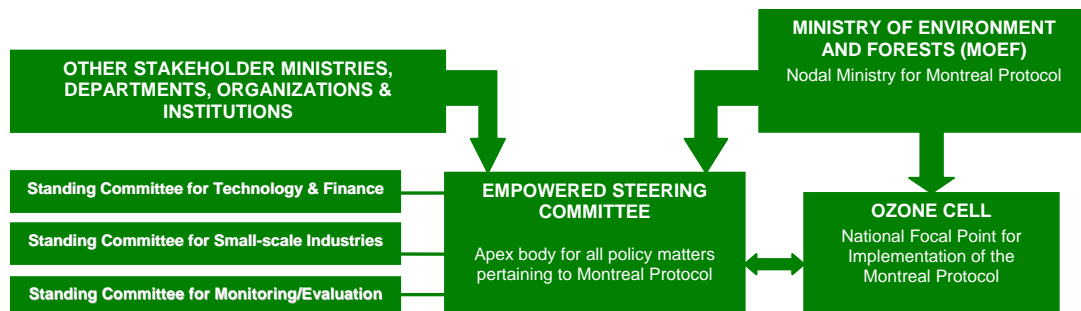 MINISTRY OF ENVIRONMENT
AND FORESTS (MOEF)
Nodal Ministry for Montreal Protocol
OTHER STAKEHOLDER MINISTRIES,
DEPARTMENTS, ORGANIZATIONS &
INSTITUTIONS
Standing Committee for Technology & Finance
Standing Committee for Small-scale Industries
Standing Committee for Monitoring/Evaluation
EMPOWERED STEERING
COMMITTEE
Apex body for all policy matters
pertaining to Montreal Protocol
OZONE CELL
National Focal Point for
Implementation of the
Montreal Protocol